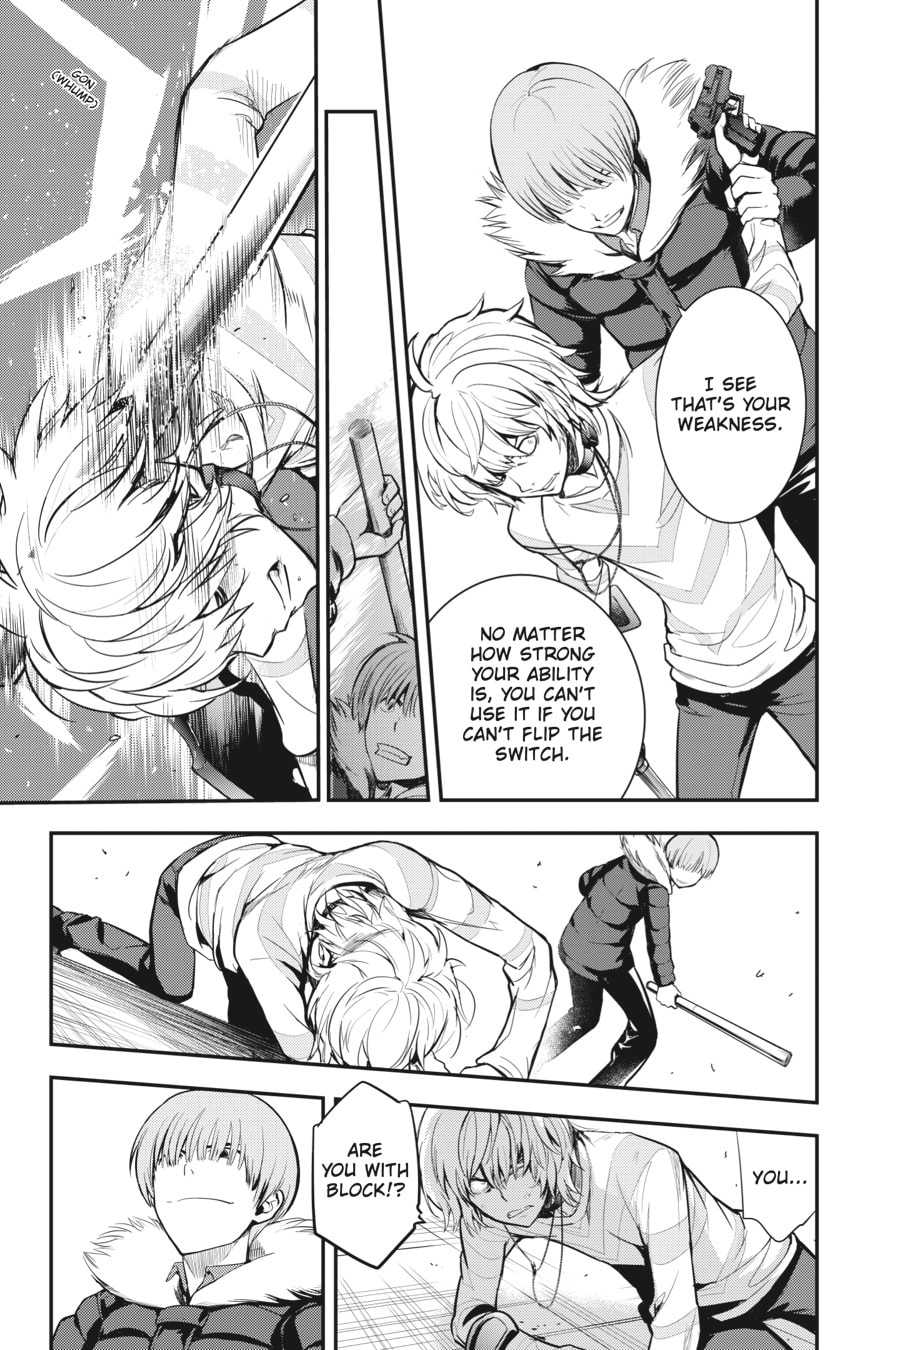 I SEE
THAT'S YOUR
WEAKNESS.
NO MATTER
HOW STRONG
YOUR ABILITY
IS, YOU CAN'T
USE IT IF YOU
CAN'T FLIP THE
SWITCH.
GON
(WHUMP)
YOU...
ARE
YOU WITH
BLOCK!?